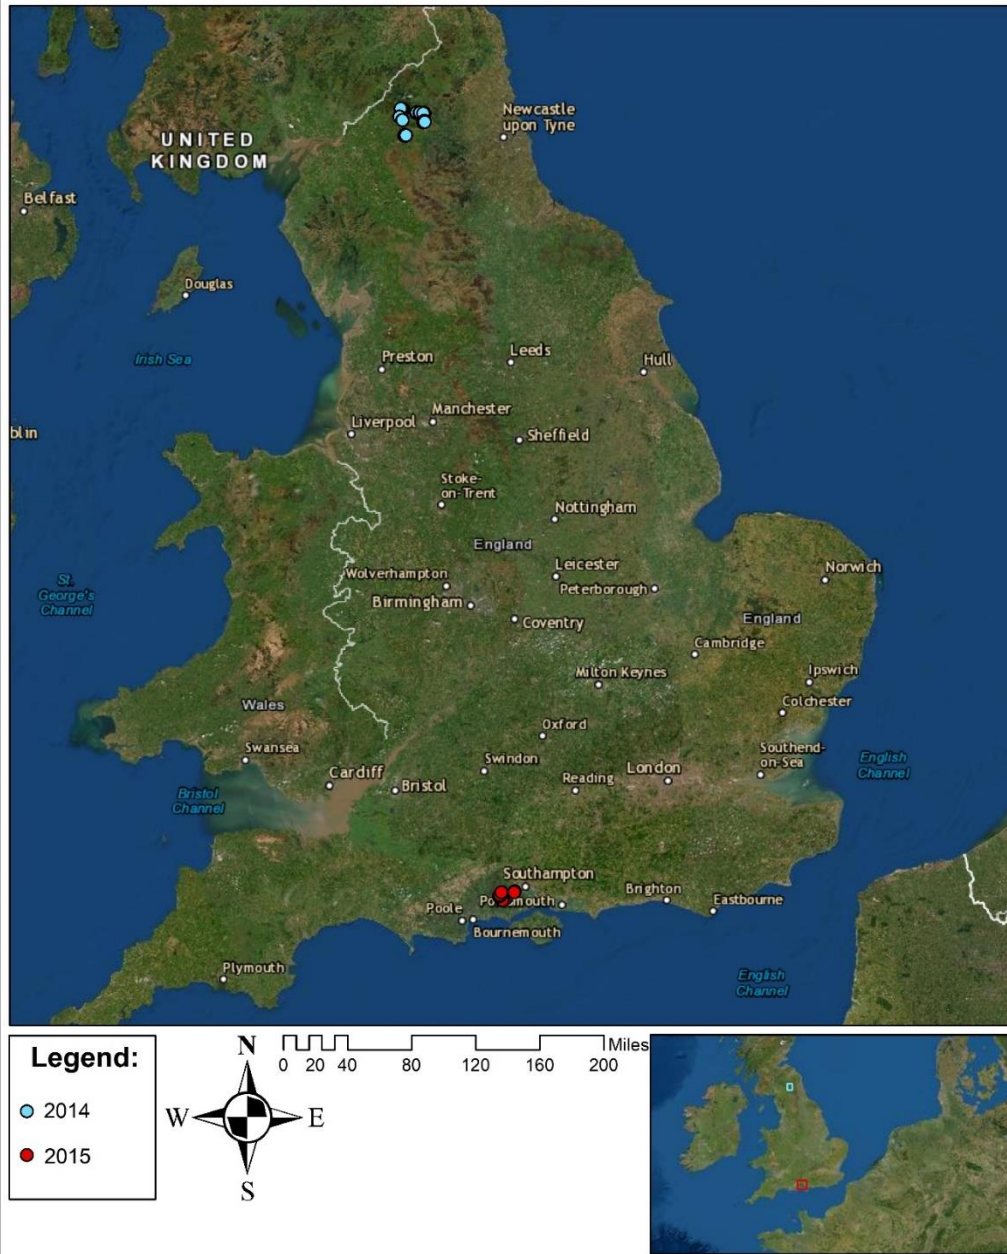 Newcastle
upon Tyne
UNITED
KINGDOM
Belfast
Douglas
Irish Sea
Preston
Leeds
Hull
Manchester
Liverpool
Sheffield
blin
Stoke-
on-Trent
Nottingham
England
Leicester
Wolverhampton
Peterborough
Norwich
St.
George's
Channel
Birmingham
Coventry
England
Cambridge
Milton Keynes
Ipswich
Wales
Colchester
Oxford
Swansea
Swindon
Southend-
on-Sea
English
Channel
Cardiff
Bristol
Reading
London
Bristol
Channel
Southampton
Brighton
Eastbourne
Poole
Bournemouth
Plymouth
English
Channel
Legend:
2014
2015
N
W
E
S
0 20 40 80 120 160 200
Miles